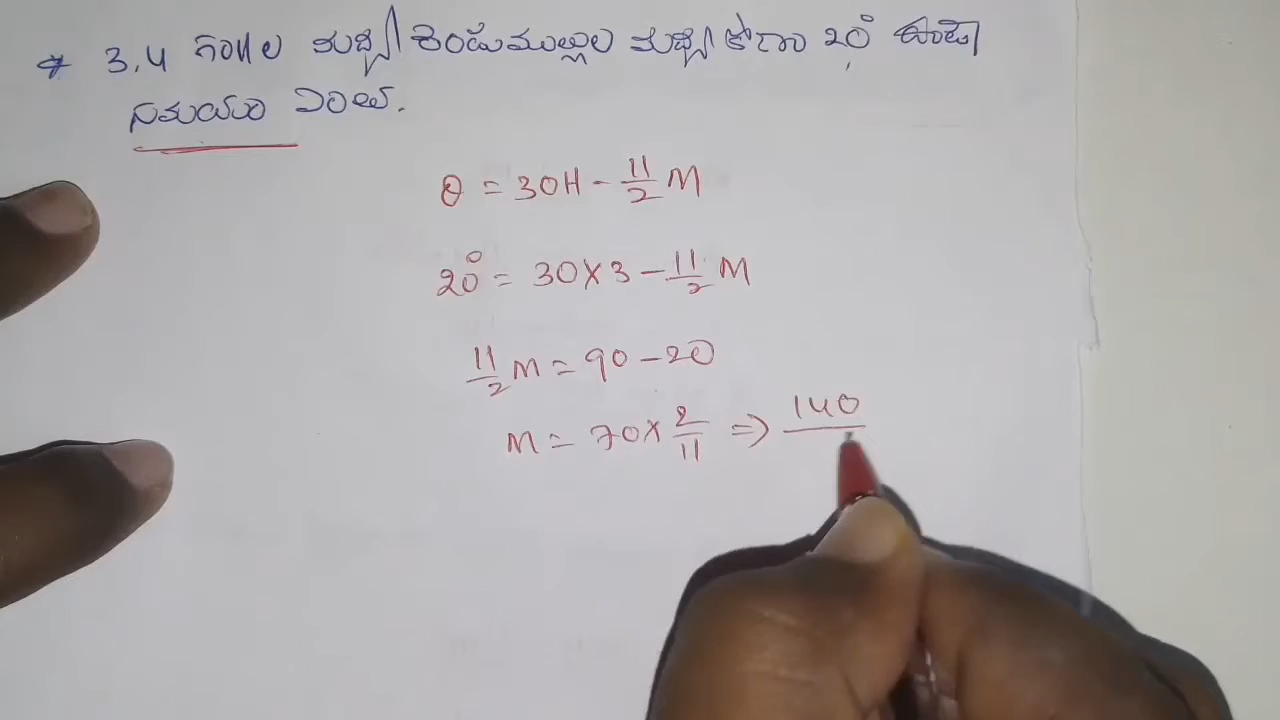 * 3,4 గంటల మధ్య రెండుముల్లుల మధ్య కోణం 20° ఉండే
సమయం ఎంత.
θ = 30H - 11/2 M
20° = 30×3 - 11/2 M
11/2 M = 90 - 20
M = 70 × 2/11 ⇒ 140